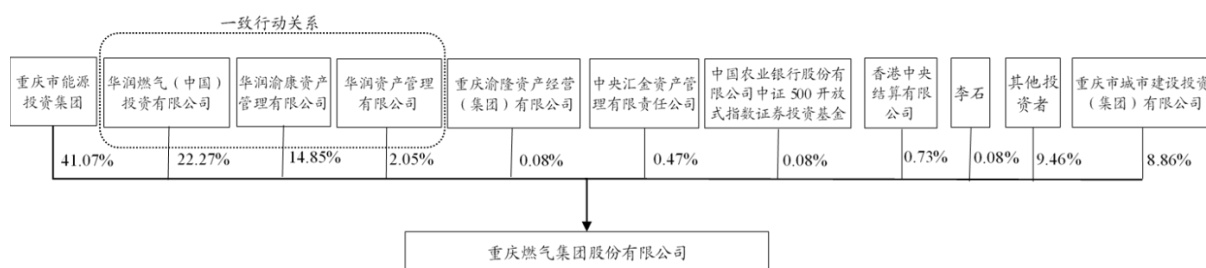 一致行动关系
重庆市能源
投资集团
华润燃气（中国）
投资有限公司
华润渝康资产
管理有限公司
华润资产管理
有限公司
重庆渝隆资产经营
（集团）有限公司
中央汇金资产管
理有限责任公司
中国农业银行股份有
限公司中证 500 开放
式指数证券投资基金
香港中央
结算有限
公司
李石
其他投
资者
重庆市城市建设投资
（集团）有限公司
41.07%
22.27%
14.85%
2.05%
0.08%
0.47%
0.08%
0.73%
0.08%
9.46%
8.86%
重庆燃气集团股份有限公司